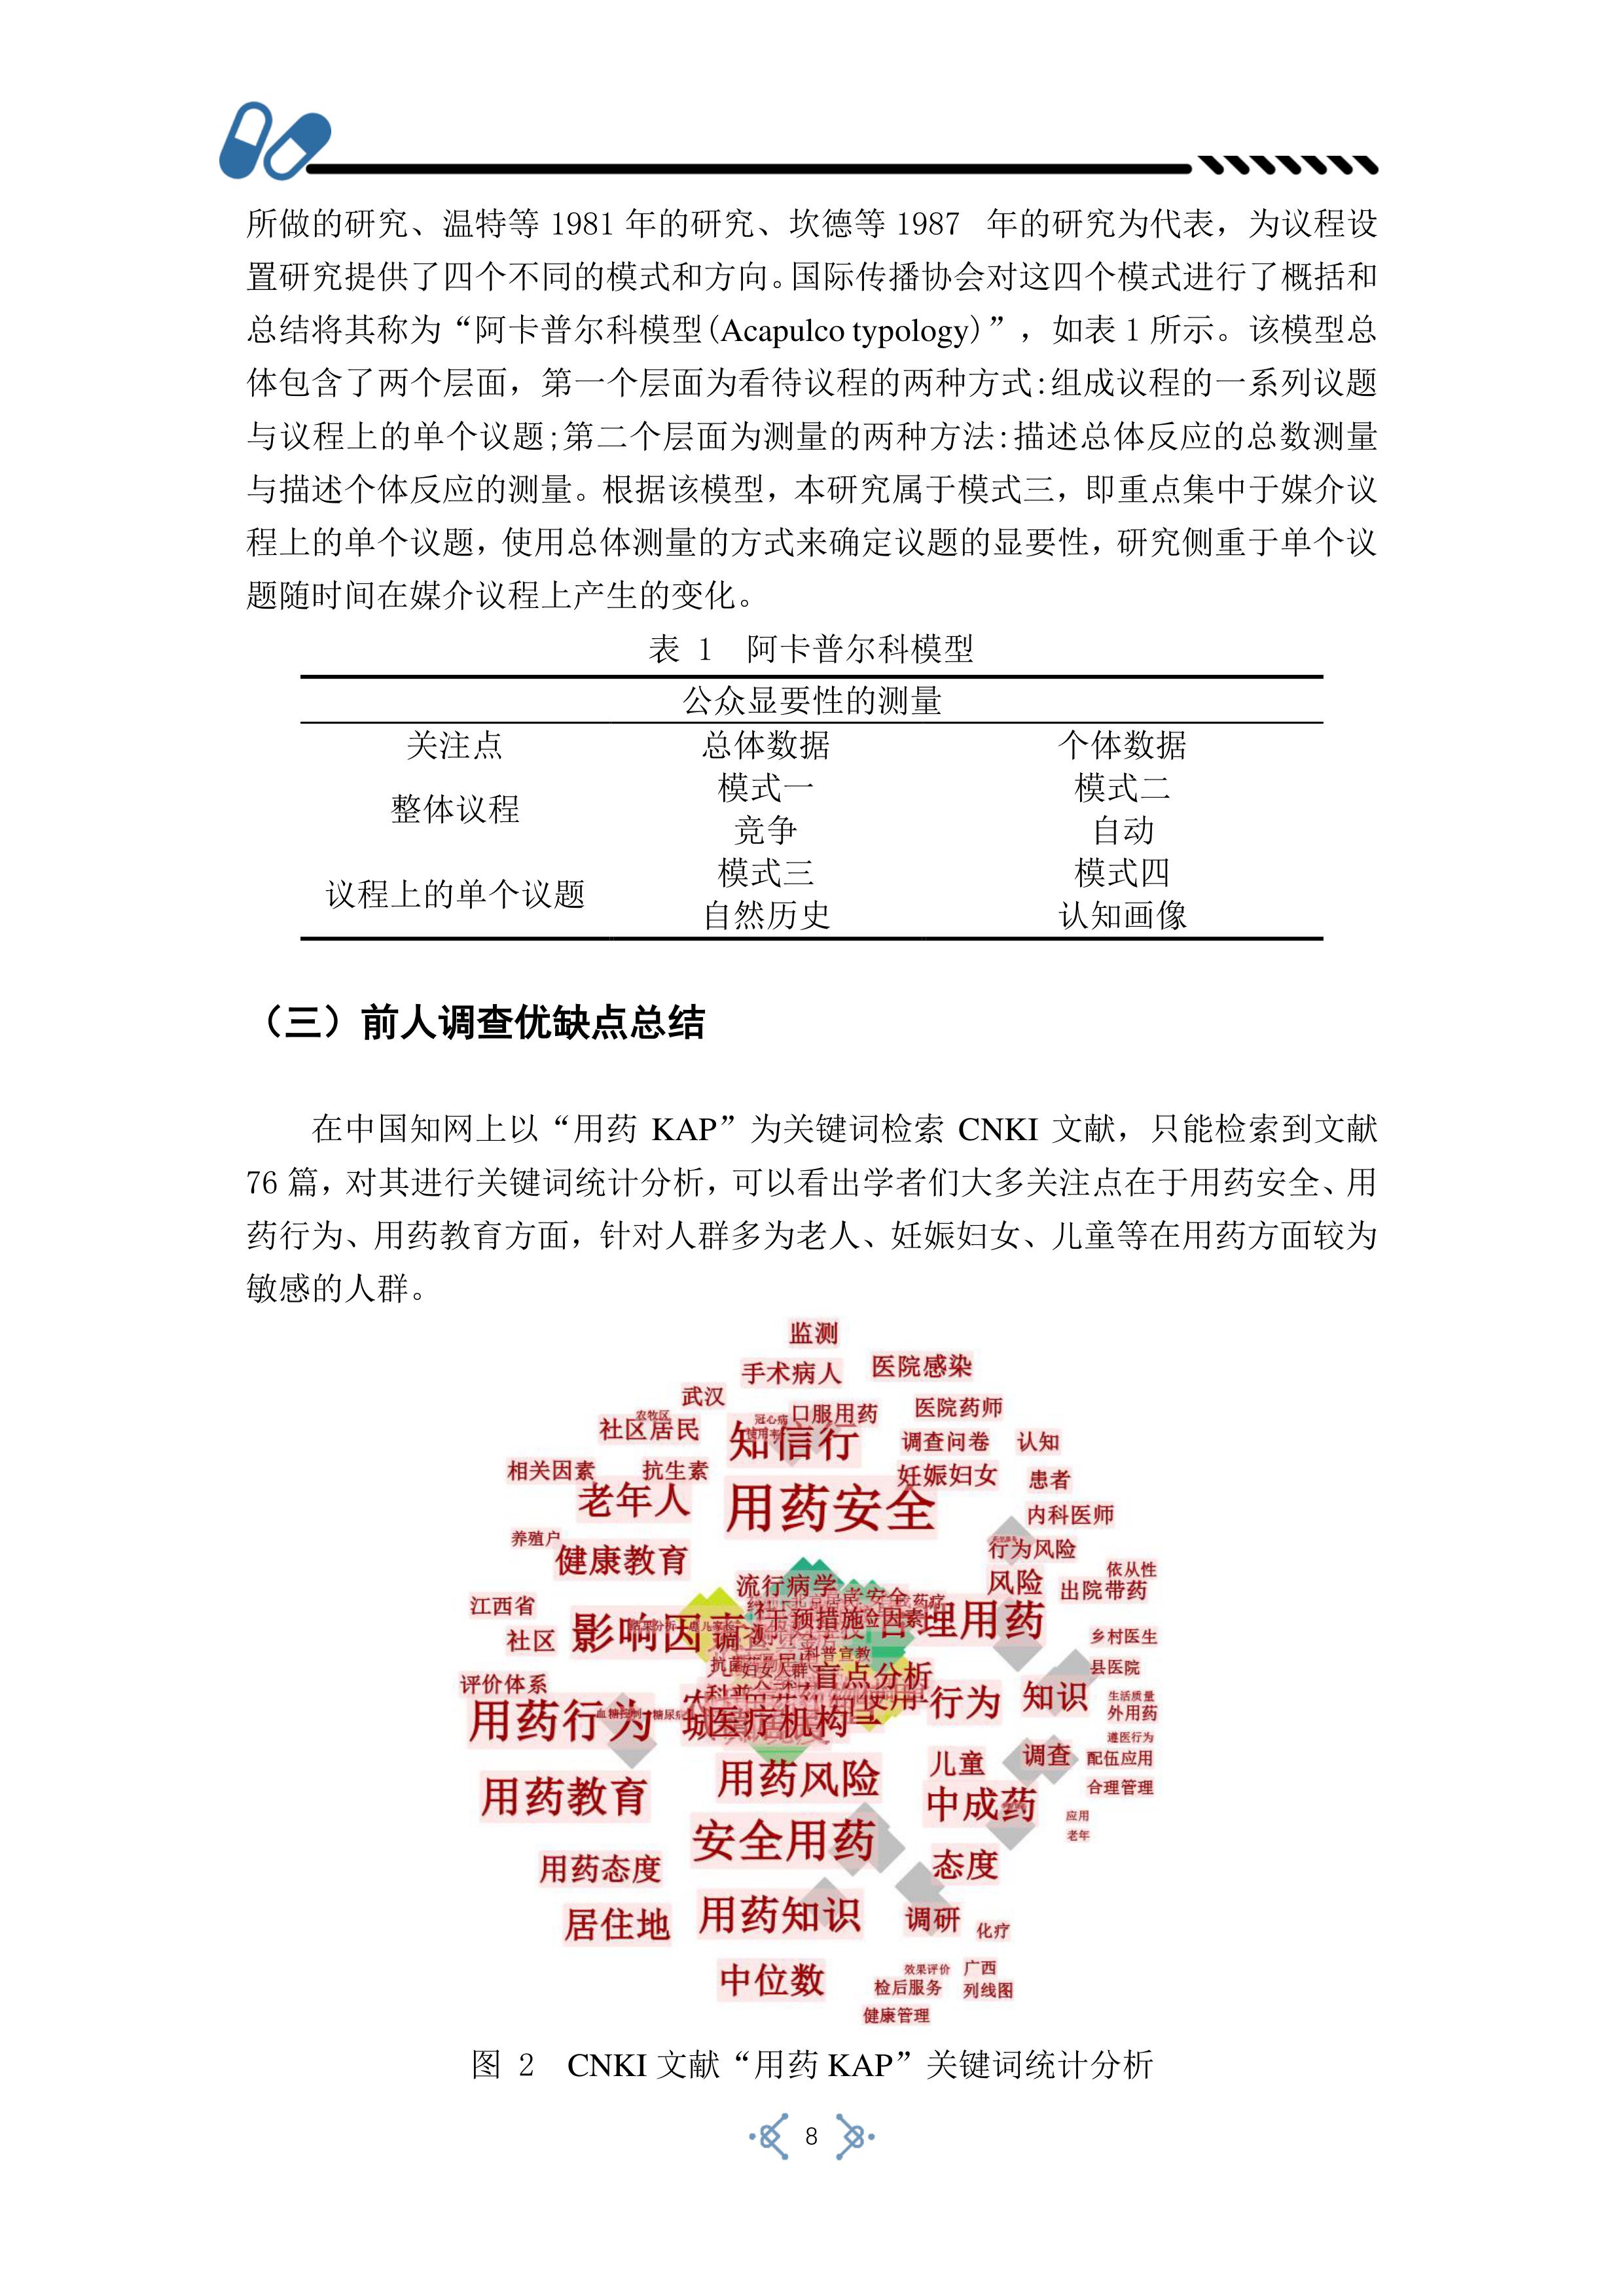 所做的研究、温特等 1981 年的研究、坎德等 1987 年的研究为代表，为议程设
置研究提供了四个不同的模式和方向。国际传播协会对这四个模式进行了概括和
总结将其称为“阿卡普尔科模型(Acapulco typology)”，如表 1 所示。该模型总
体包含了两个层面，第一个层面为看待议程的两种方式:组成议程的一系列议题
与议程上的单个议题;第二个层面为测量的两种方法:描述总体反应的总数测量
与描述个体反应的测量。根据该模型，本研究属于模式三，即重点集中于媒介议
程上的单个议题，使用总体测量的方式来确定议题的显要性，研究侧重于单个议
题随时间在媒介议程上产生的变化。
表 1 阿卡普尔科模型
公众显要性的测量
关注点 总体数据 个体数据
整体议程
模式一 模式二
竞争 自动
议程上的单个议题
模式三 模式四
自然历史 认知画像
（三）前人调查优缺点总结
在中国知网上以“用药 KAP”为关键词检索 CNKI 文献，只能检索到文献
76 篇，对其进行关键词统计分析，可以看出学者们大多关注点在于用药安全、用
药行为、用药教育方面，针对人群多为老人、妊娠妇女、儿童等在用药方面较为
敏感的人群。
监测
手术病人 医院感染
武汉
农牧区 冠心病 口服用药 医院药师
社区居民 知信行 使用率 调查问卷 认知
相关因素 抗生素 妊娠妇女 患者
老年人 用药安全 内科医师
养殖户 行为风险
健康教育 依从性
流行病学 风险 出院带药
江西省 居民 安全 药疗
影响因素 调 干预措施 因素 理用药
社区 乡村医生
科普宣教 县医院
评价体系 妇女人群 盲点分析
用药行为 行为 知识 生活质量
外用药
医疗机构 遵医行为
儿童 调查 配伍应用
用药风险 合理管理
用药教育 中成药
应用
老年
安全用药
用药态度 态度
居住地 用药知识 调研 化疗
中位数 效果评价 广西
检后服务 列线图
健康管理
图 2 CNKI 文献“用药 KAP”关键词统计分析
8